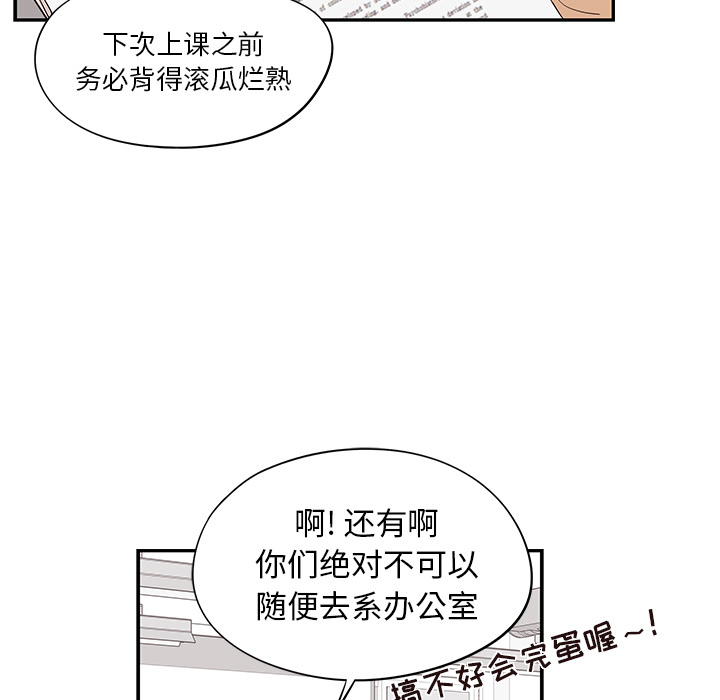 下次上课之前
务必背得滚瓜烂熟
啊! 还有啊
你们绝对不可以
随便去系办公室
搞不好会完蛋喔~!